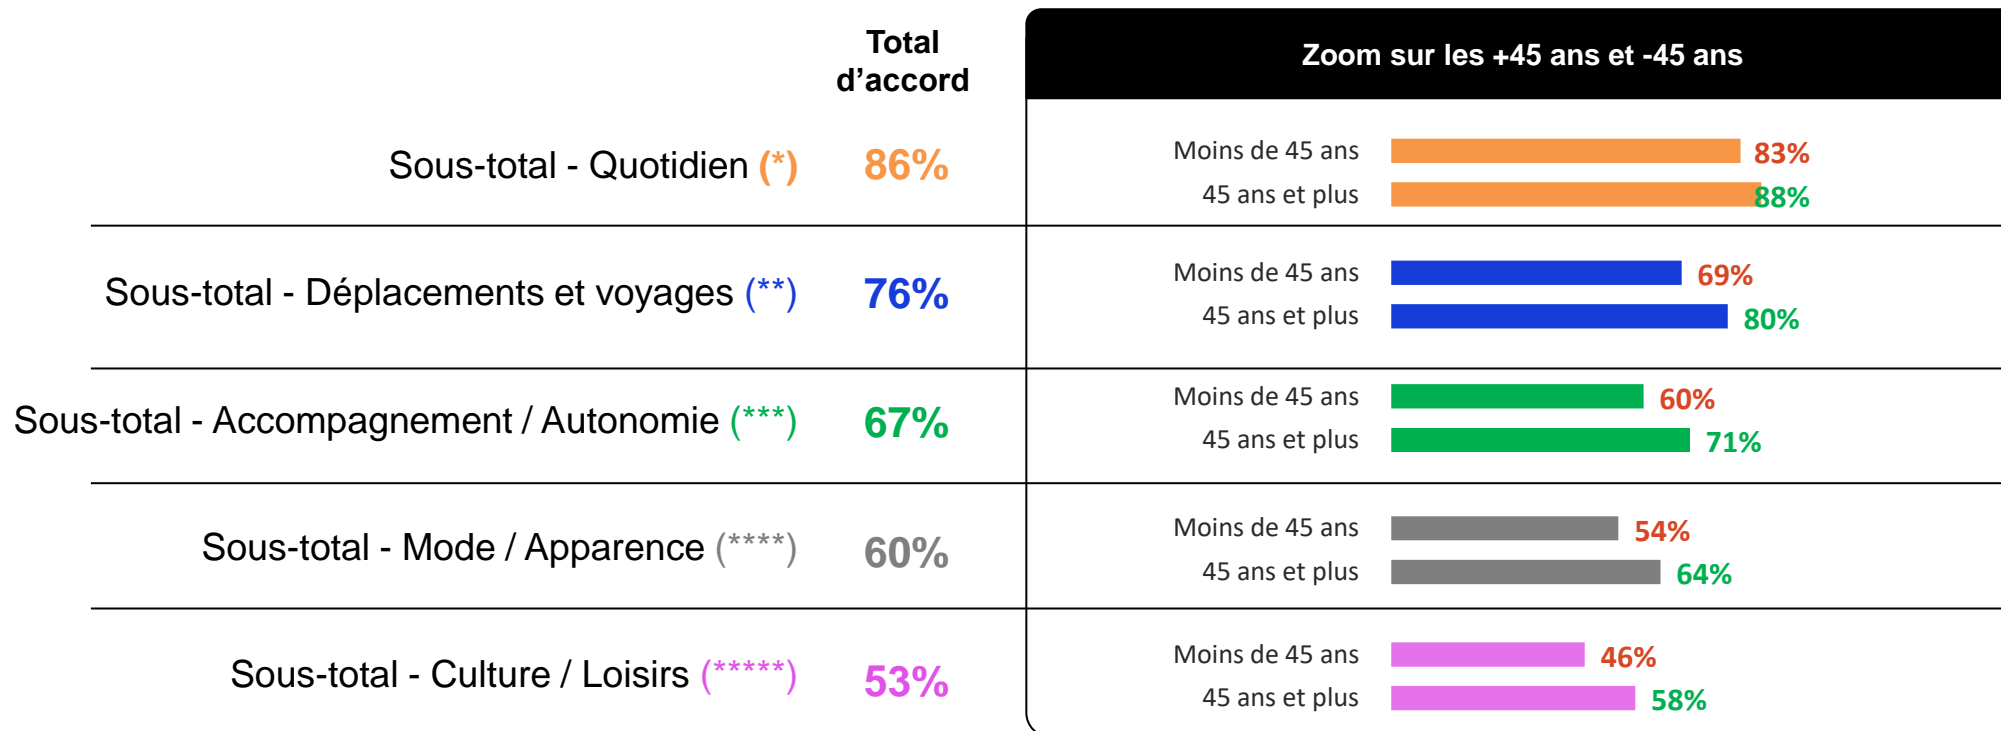 Total
d’accord
Zoom sur les +45 ans et -45 ans
Sous-total - Quotidien (*) 86%
Moins de 45 ans 83%
45 ans et plus 88%
Sous-total - Déplacements et voyages (**) 76%
Moins de 45 ans 69%
45 ans et plus 80%
Sous-total - Accompagnement / Autonomie (***) 67%
Moins de 45 ans 60%
45 ans et plus 71%
Sous-total - Mode / Apparence (****) 60%
Moins de 45 ans 54%
45 ans et plus 64%
Sous-total - Culture / Loisirs (*****) 53%
Moins de 45 ans 46%
45 ans et plus 58%